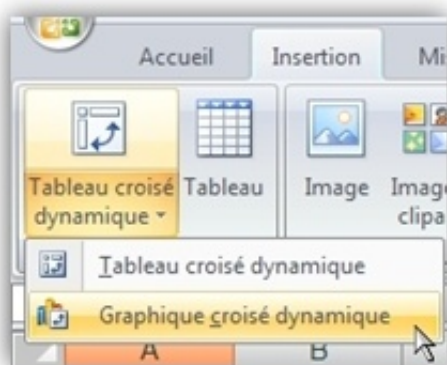 Accueil Insertion Mi
Tableau croisé
dynamique
Tableau
Image
Image
clipa
Tableau croisé dynamique
Graphique croisé dynamique
A B